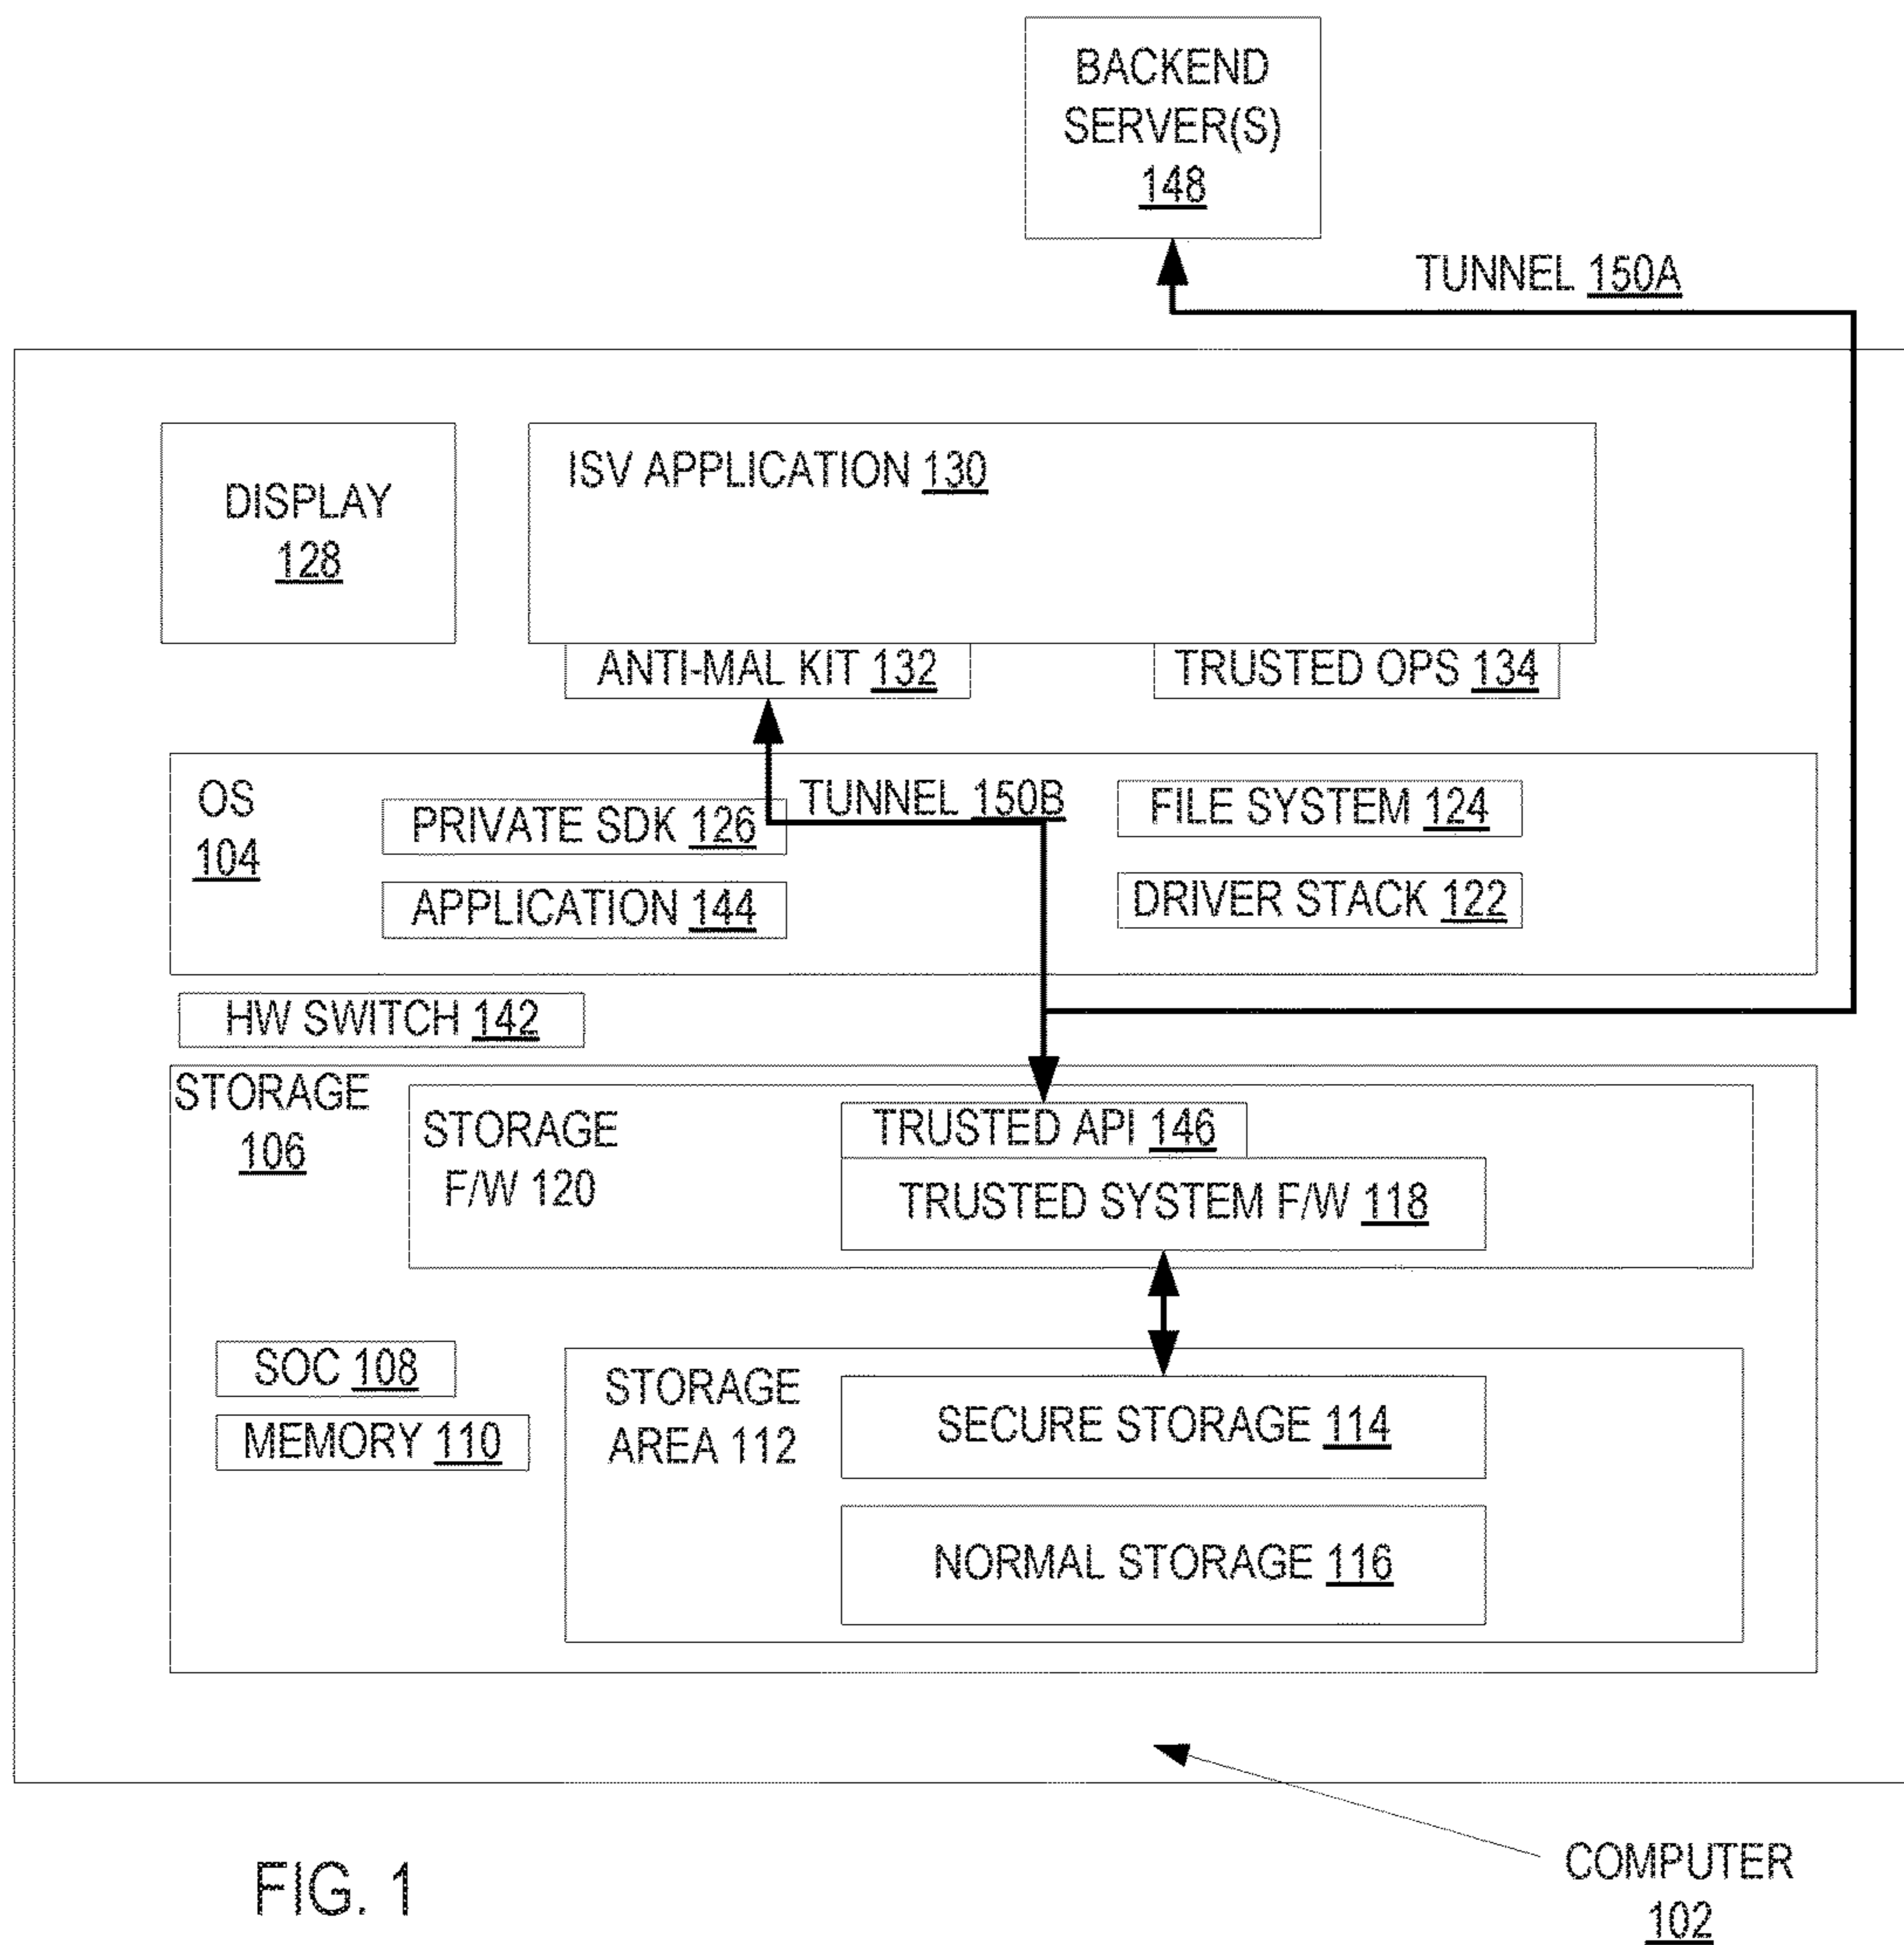 BACKEND
SERVER(S)
148
TUNNEL 150A
DISPLAY
128
ISV APPLICATION 130
ANTI-MAL KIT 132
TRUSTED OPS 134
OS
104
PRIVATE SDK 126
TUNNEL 150B
FILE SYSTEM 124
APPLICATION 144
DRIVER STACK 122
HW SWITCH 142
STORAGE
106
STORAGE
F/W 120
TRUSTED API 146
TRUSTED SYSTEM F/W 118
SOC 108
MEMORY 110
STORAGE
AREA 112
SECURE STORAGE 114
NORMAL STORAGE 116
FIG. 1
COMPUTER
102